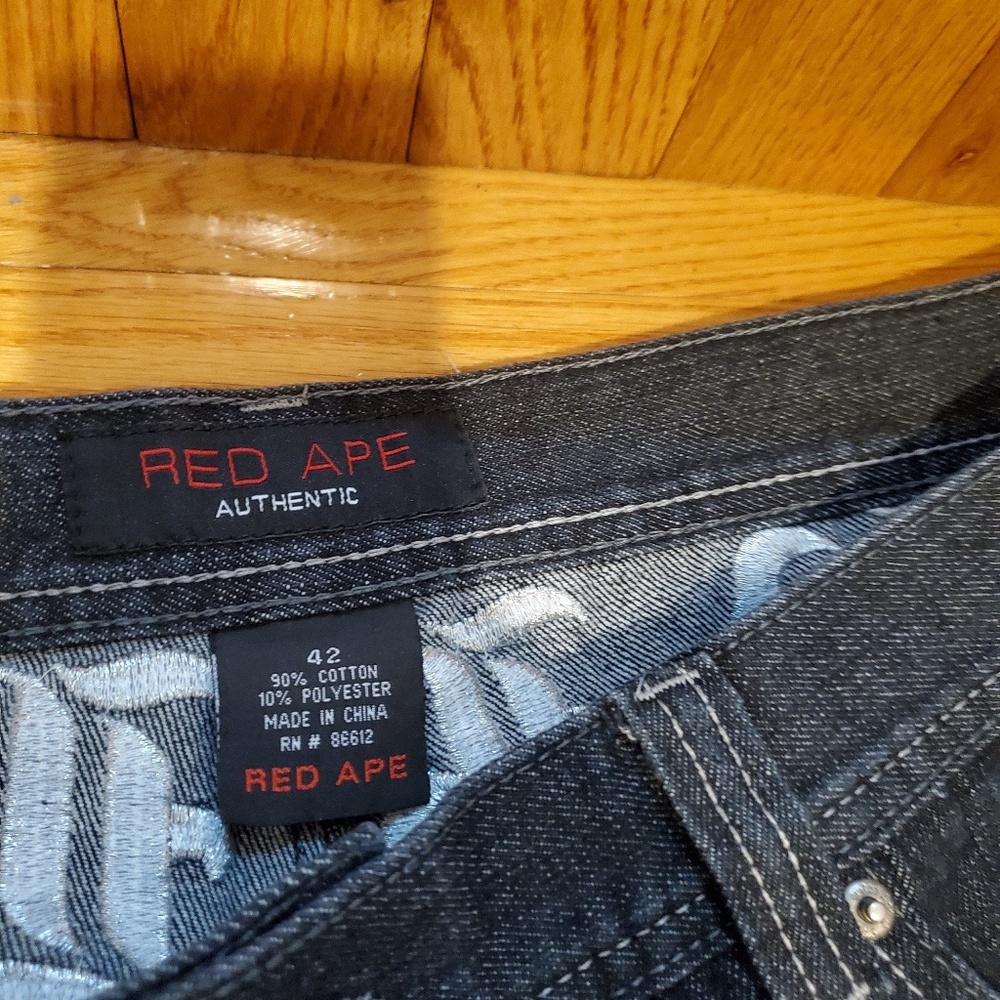 RED APE
AUTHENTIC
42
90% COTTON
10% POLYESTER
MADE IN CHINA
RN # 86612
RED APE